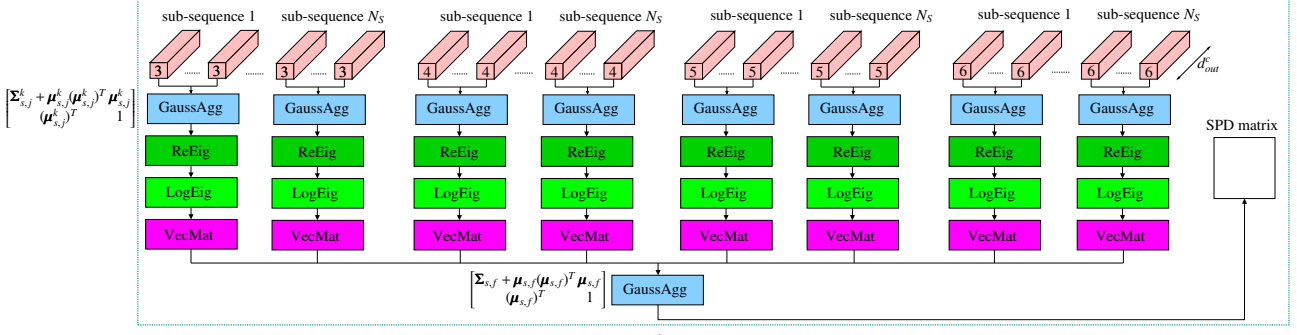 sub-sequence 1 sub-sequence N_S sub-sequence 1 sub-sequence N_S sub-sequence 1 sub-sequence N_S sub-sequence 1 sub-sequence N_S
3 ...... 3 ...... 3 ...... 3 4 ...... 4 ...... 4 ...... 4 5 ...... 5 ...... 5 ...... 5 6 ...... 6 ...... 6 ...... 6 d^c_{out}
[Σ^k_{s,j} + μ^k_{s,j}(μ^k_{s,j})^T μ^k_{s,j}
(μ^k_{s,j})^T 1]
GaussAgg GaussAgg GaussAgg GaussAgg GaussAgg GaussAgg GaussAgg GaussAgg
SPD matrix
ReEig ReEig ReEig ReEig ReEig ReEig ReEig ReEig
LogEig LogEig LogEig LogEig LogEig LogEig LogEig LogEig
VecMat VecMat VecMat VecMat VecMat VecMat VecMat VecMat
[Σ_{s,f} + μ_{s,f}(μ_{s,f})^T μ_{s,f}
(μ_{s,f})^T 1]
GaussAgg